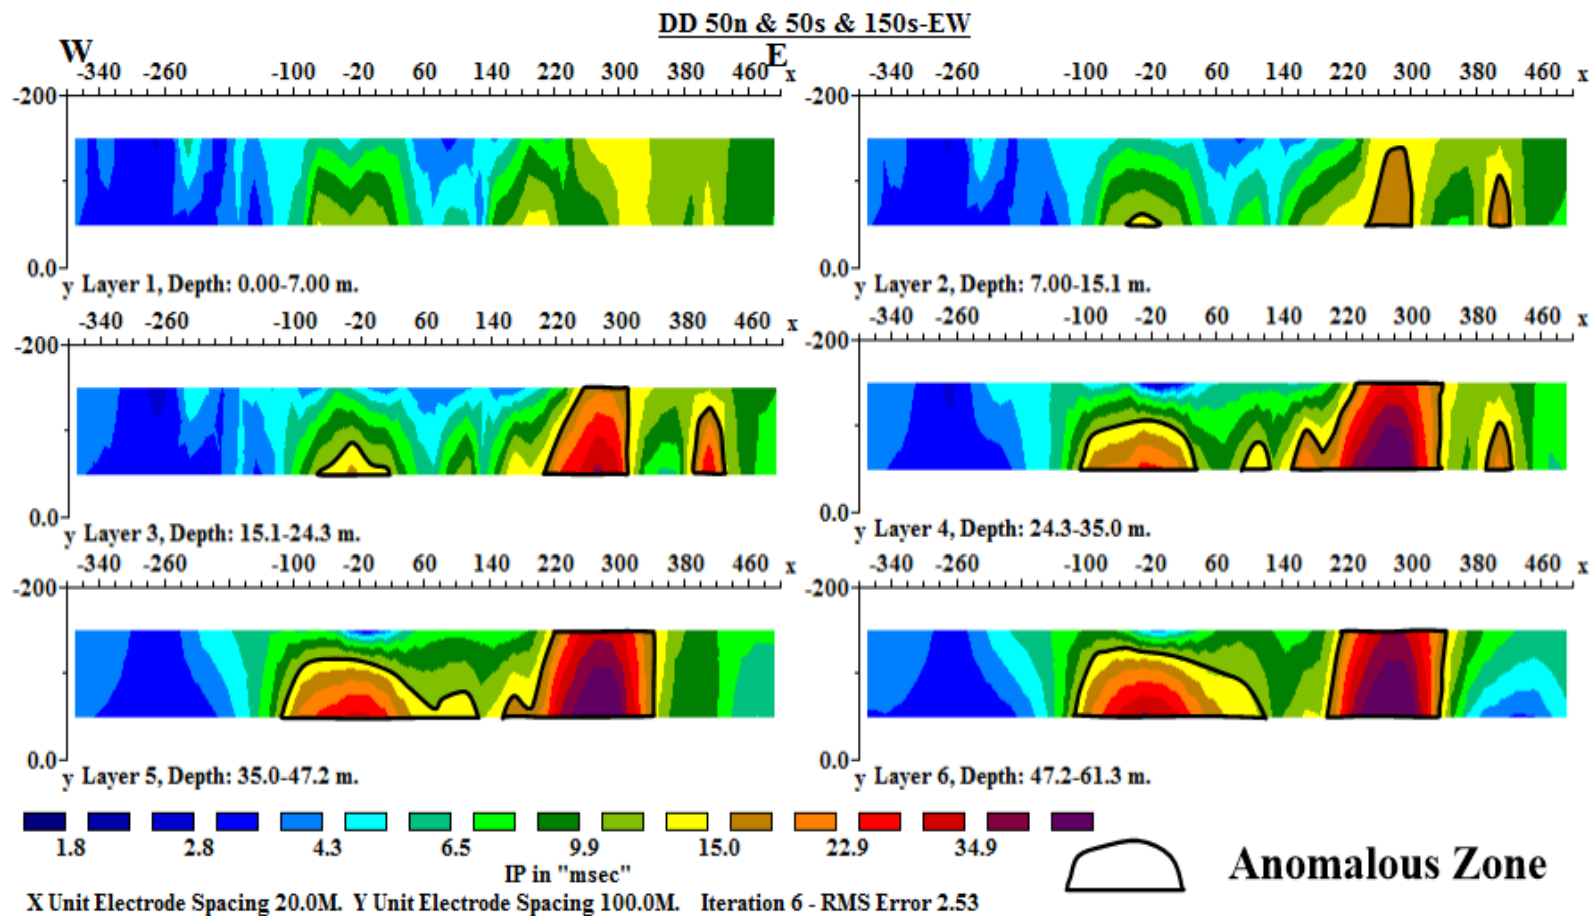 DD 50n & 50s & 150s-EW
W E
-340 -260 -100 -20 60 140 220 300 380 460 x
-200
0.0
y Layer 1, Depth: 0.00-7.00 m.
-340 -260 -100 -20 60 140 220 300 380 460 x
-200
0.0
y Layer 2, Depth: 7.00-15.1 m.
-340 -260 -100 -20 60 140 220 300 380 460 x
-200
0.0
y Layer 3, Depth: 15.1-24.3 m.
-340 -260 -100 -20 60 140 220 300 380 460 x
-200
0.0
y Layer 4, Depth: 24.3-35.0 m.
-340 -260 -100 -20 60 140 220 300 380 460 x
-200
0.0
y Layer 5, Depth: 35.0-47.2 m.
-340 -260 -100 -20 60 140 220 300 380 460 x
-200
0.0
y Layer 6, Depth: 47.2-61.3 m.
1.8 2.8 4.3 6.5 9.9 15.0 22.9 34.9
IP in "msec"
Anomalous Zone
X Unit Electrode Spacing 20.0M. Y Unit Electrode Spacing 100.0M. Iteration 6 - RMS Error 2.53